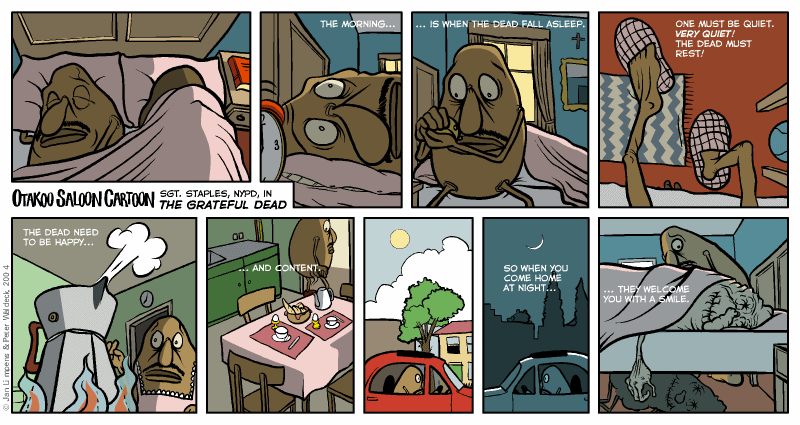 THE MORNING...
... IS WHEN THE DEAD FALL ASLEEP.
ONE MUST BE QUIET.
VERY QUIET!
THE DEAD MUST
REST!
OTAKOO SALOON CARTOON
SGT. STAPLES, NYPD, IN
THE GRATEFUL DEAD
THE DEAD NEED
TO BE HAPPY...
... AND CONTENT.
SO WHEN YOU
COME HOME
AT NIGHT...
... THEY WELCOME
YOU WITH A SMILE.
© Jan Limpens & Peter Waldeck, 2004